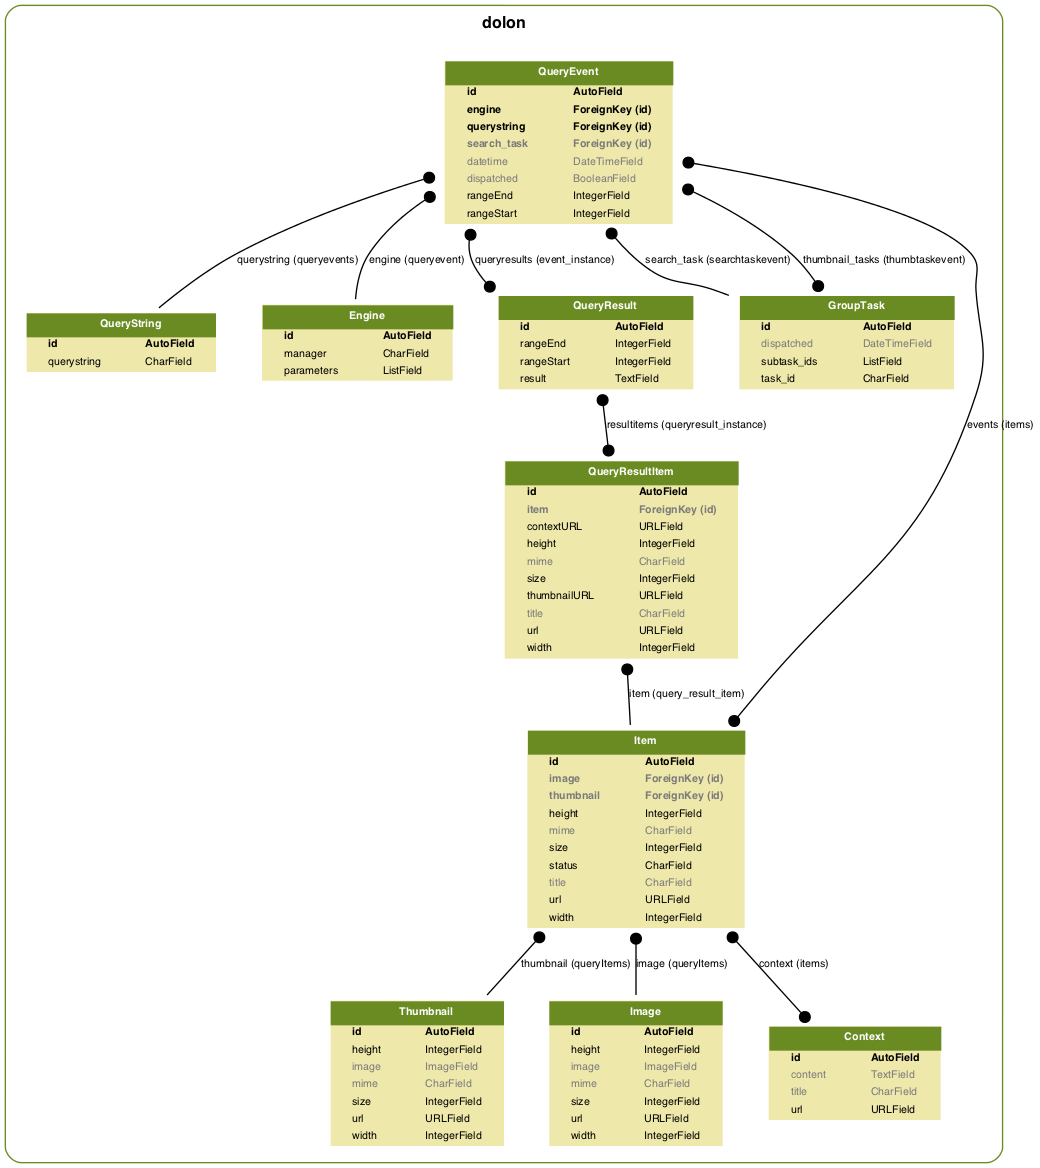 dolon
QueryEvent
id AutoField
engine ForeignKey (id)
querystring ForeignKey (id)
search_task ForeignKey (id)
datetime DateTimeField
dispatched BooleanField
rangeEnd IntegerField
rangeStart IntegerField
querystring (queryevents) engine (queryevent) queryresults (event_instance) search_task (searchtaskevent) thumbnail_tasks (thumbtaskevent)
QueryString
id AutoField
querystring CharField
Engine
id AutoField
manager CharField
parameters ListField
QueryResult
id AutoField
rangeEnd IntegerField
rangeStart IntegerField
result TextField
GroupTask
id AutoField
dispatched DateTimeField
subtask_ids ListField
task_id CharField
resultitems (queryresult_instance) events (items)
QueryResultItem
id AutoField
item ForeignKey (id)
contextURL URLField
height IntegerField
mime CharField
size IntegerField
thumbnailURL URLField
title CharField
url URLField
width IntegerField
item (query_result_item)
Item
id AutoField
image ForeignKey (id)
thumbnail ForeignKey (id)
height IntegerField
mime CharField
size IntegerField
status CharField
title CharField
url URLField
width IntegerField
thumbnail (queryItems) image (queryItems) context (items)
Thumbnail
id AutoField
height IntegerField
image ImageField
mime CharField
size IntegerField
url URLField
width IntegerField
Image
id AutoField
height IntegerField
image ImageField
mime CharField
size IntegerField
url URLField
width IntegerField
Context
id AutoField
content TextField
title CharField
url URLField